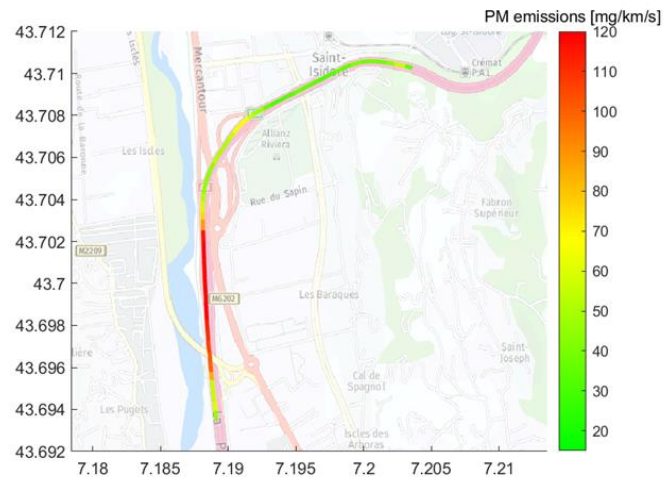 PM emissions [mg/km/s]
43.712
43.71
43.708
43.706
43.704
43.702
43.7
43.698
43.696
43.694
43.692
7.18
7.185
7.19
7.195
7.2
7.205
7.21
120
110
100
90
80
70
60
50
40
30
20
Mercantour
Saint-
Isidore
Crémat
P.A.L
Les Iscles
Allianz
Riviera
Rue du Sapin
Fabron
Supérieur
M2209
M6202
Les Baraques
Saint-
Joseph
Cal de
Spagnol
Les Pugets
Iscles des
Arboras